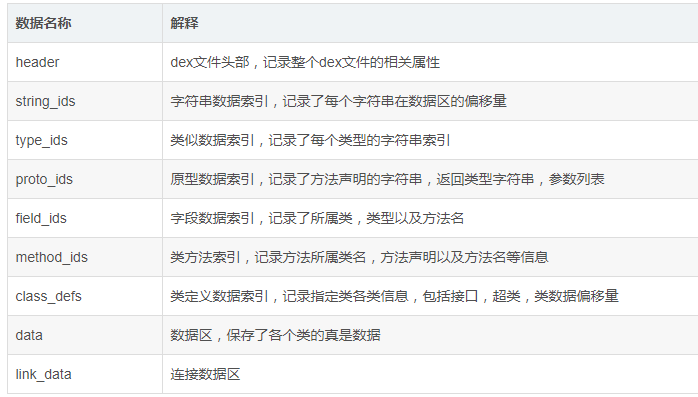 数据名称 解释
header dex文件头部，记录整个dex文件的相关属性
string_ids 字符串数据索引，记录了每个字符串在数据区的偏移量
type_ids 类似数据索引，记录了每个类型的字符串索引
proto_ids 原型数据索引，记录了方法声明的字符串，返回类型字符串，参数列表
field_ids 字段数据索引，记录了所属类，类型以及方法名
method_ids 类方法索引，记录方法所属类名，方法声明以及方法名等信息
class_defs 类定义数据索引，记录指定类各类信息，包括接口，超类，类数据偏移量
data 数据区，保存了各个类的真是数据
link_data 连接数据区